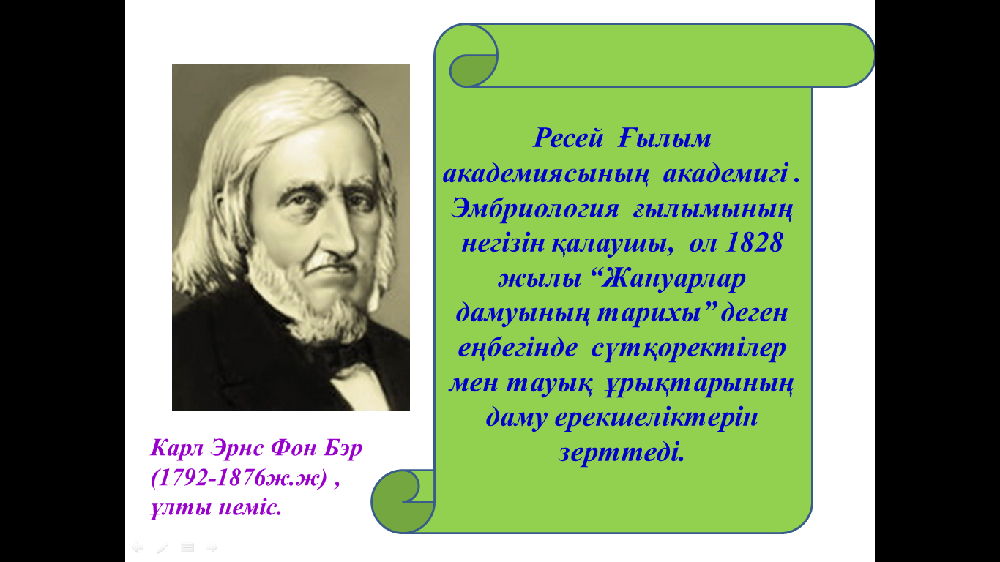 Ресей Ғылым
академиясының академигі .
Эмбриология ғылымының
негізін қалаушы, ол 1828
жылы “Жануарлар
дамуының тарихы” деген
еңбегінде сүтқоректілер
мен тауық ұрықтарының
даму ерекшеліктерін
зерттеді.
Карл Эрнс Фон Бэр
(1792-1876ж.ж) ,
ұлты неміс.